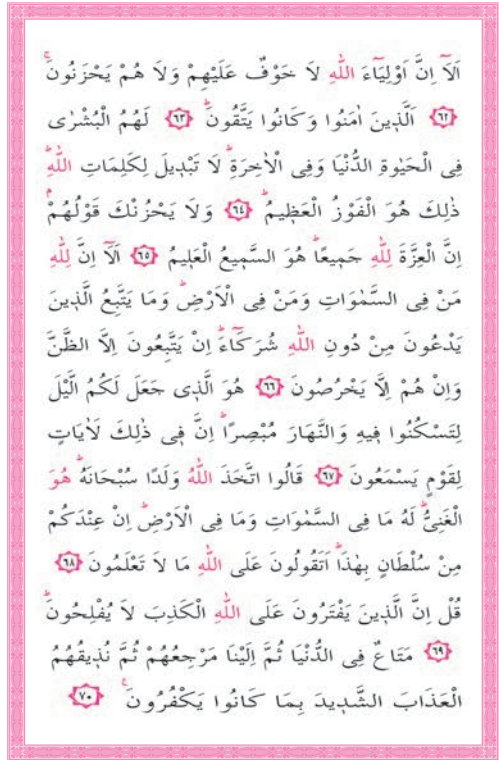 اَلَٓا اِنَّ اَوْلِيَٓاءَ اللّٰهِ لَا خَوْفٌ عَلَيْهِمْ وَلَا هُمْ يَحْزَنُونَۚ
﴿٦٢﴾ اَلَّذٖينَ اٰمَنُوا وَكَانُوا يَتَّقُونَۜ ﴿٦٣﴾ لَهُمُ الْبُشْرٰى
فِى الْحَيٰوةِ الدُّنْيَا وَفِى الْاٰخِرَةِۜ لَا تَبْدٖيلَ لِكَلِمَاتِ اللّٰهِۜ
ذٰلِكَ هُوَ الْفَوْزُ الْعَظٖيمُۜ ﴿٦٤﴾ وَلَا يَحْزُنْكَ قَوْلُهُمْۢ
اِنَّ الْعِزَّةَ لِلّٰهِ جَمٖيعًاۜ هُوَ السَّمٖيعُ الْعَلٖيمُ ﴿٦٥﴾ اَلَٓا اِنَّ لِلّٰهِ
مَنْ فِى السَّمٰوَاتِ وَمَنْ فِى الْاَرْضِۜ وَمَا يَتَّبِعُ الَّذٖينَ
يَدْعُونَ مِنْ دُونِ اللّٰهِ شُرَكَٓاءَۜ اِنْ يَتَّبِعُونَ اِلَّا الظَّنَّ
وَاِنْ هُمْ اِلَّا يَخْرُصُونَ ﴿٦٦﴾ هُوَ الَّذٖى جَعَلَ لَكُمُ الَّيْلَ
لِتَسْكُنُوا فٖيهِ وَالنَّهَارَ مُبْصِرًاۜ اِنَّ فٖى ذٰلِكَ لَاٰيَاتٍ
لِقَوْمٍ يَسْمَعُونَ ﴿٦٧﴾ قَالُوا اتَّخَذَ اللّٰهُ وَلَدًا سُبْحَانَهُۜ هُوَ
الْغَنِىُّۜ لَهُ مَا فِى السَّمٰوَاتِ وَمَا فِى الْاَرْضِۜ اِنْ عِنْدَكُمْ
مِنْ سُلْطَانٍ بِهٰذَاۜ اَتَقُولُونَ عَلَى اللّٰهِ مَا لَا تَعْلَمُونَ ﴿٦٨﴾
قُلْ اِنَّ الَّذٖينَ يَفْتَرُونَ عَلَى اللّٰهِ الْكَذِبَ لَا يُفْلِحُونَۜ
﴿٦٩﴾ مَتَاعٌ فِى الدُّنْيَا ثُمَّ اِلَيْنَا مَرْجِعُهُمْ ثُمَّ نُذٖيقُهُمُ
الْعَذَابَ الشَّدٖيدَ بِمَا كَانُوا يَكْفُرُونَۚ ﴿٧٠﴾